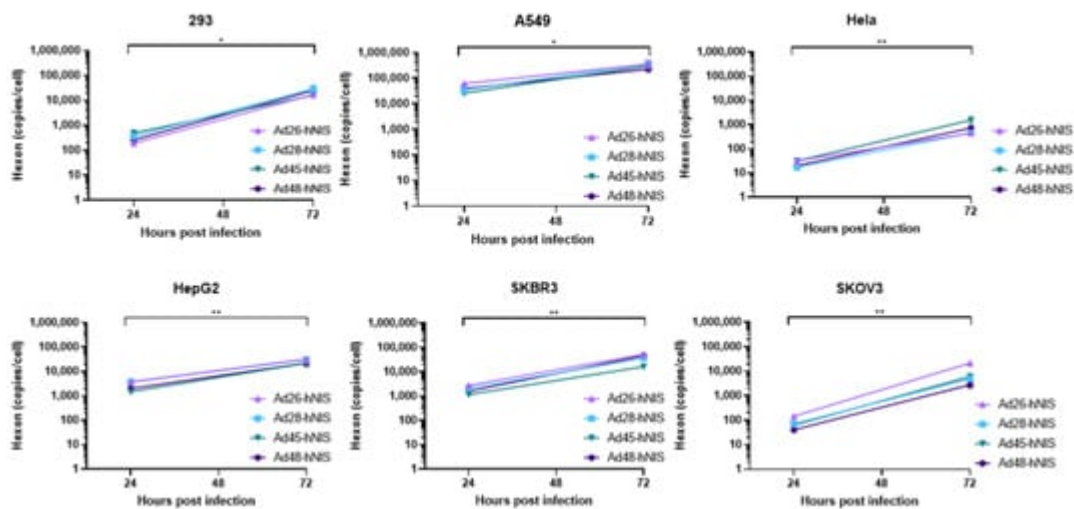 293
*
Hexon (copies/cell)
1,000,000
100,000
10,000
1,000
100
10
1
24
48
72
Hours post infection
Ad26-hNIS
Ad28-hNIS
Ad45-hNIS
Ad48-hNIS
A549
*
Hexon (copies/cell)
1,000,000
100,000
10,000
1,000
100
10
1
24
48
72
Hours post infection
Ad26-hNIS
Ad28-hNIS
Ad45-hNIS
Ad48-hNIS
Hela
**
Hexon (copies/cell)
1,000,000
100,000
10,000
1,000
100
10
1
24
48
72
Hours post infection
Ad26-hNIS
Ad28-hNIS
Ad45-hNIS
Ad48-hNIS
HepG2
**
Hexon (copies/cell)
1,000,000
100,000
10,000
1,000
100
10
1
24
48
72
Hours post infection
Ad26-hNIS
Ad28-hNIS
Ad45-hNIS
Ad48-hNIS
SKBR3
**
Hexon (copies/cell)
1,000,000
100,000
10,000
1,000
100
10
1
24
48
72
Hours post infection
Ad26-hNIS
Ad28-hNIS
Ad45-hNIS
Ad48-hNIS
SKOV3
**
Hexon (copies/cell)
1,000,000
100,000
10,000
1,000
100
10
1
24
48
72
Hours post infection
Ad26-hNIS
Ad28-hNIS
Ad45-hNIS
Ad48-hNIS